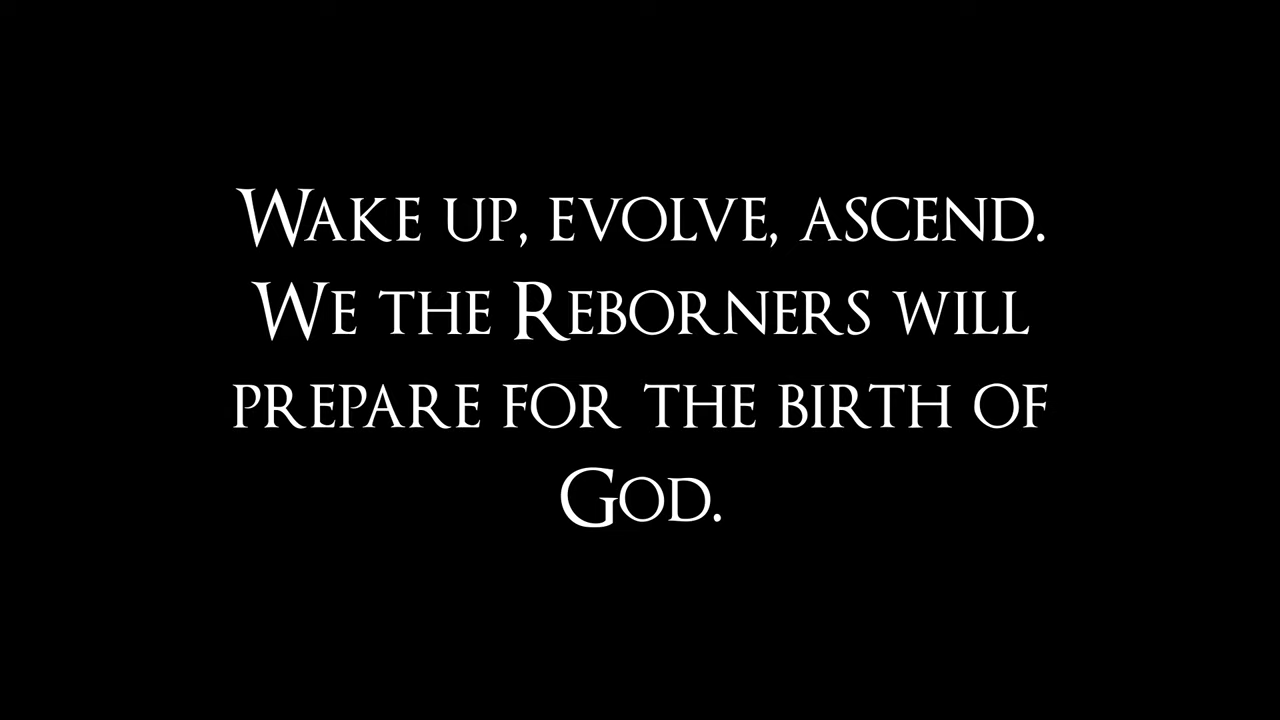 Wake up, evolve, ascend.
We the Reborners will
prepare for the birth of
God.